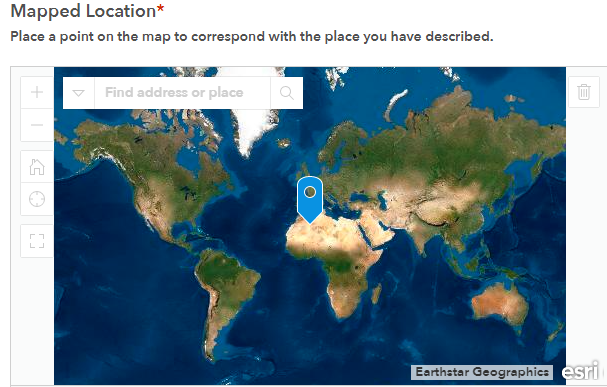 Mapped Location*
Place a point on the map to correspond with the place you have described.
Find address or place
Earthstar Geographics
esri